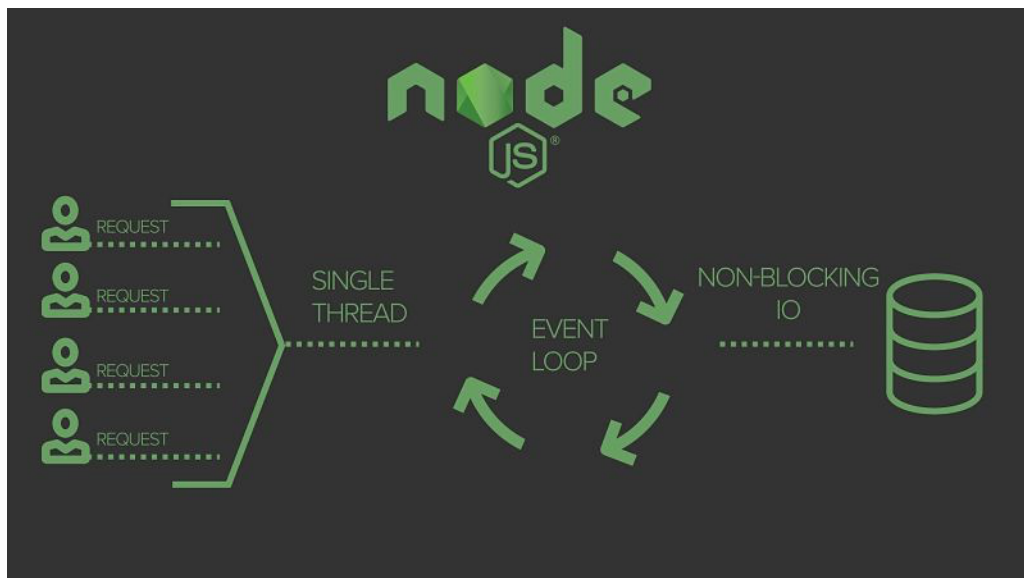 node
JS®
REQUEST
REQUEST
REQUEST
REQUEST
SINGLE
THREAD
EVENT
LOOP
NON-BLOCKING
IO